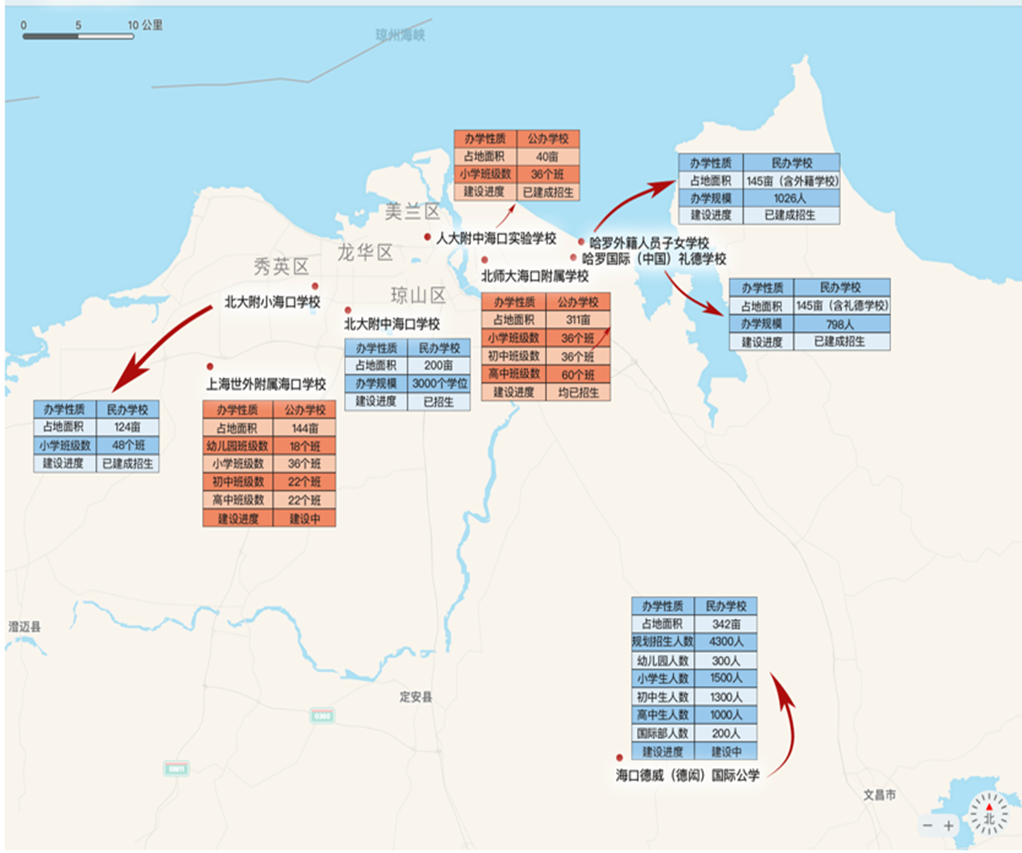 0 5 10 公里
琼州海峡
办学性质 公办学校
占地面积 40亩
小学班级数 36个班
建设进度 已建成招生
办学性质 民办学校
占地面积 145亩（含外籍学校）
办学规模 1026人
建设进度 已建成招生
美兰区
人大附中海口实验学校
哈罗外籍人员子女学校
哈罗国际（中国）礼德学校
龙华区
秀英区
北师大海口附属学校
琼山区
北大附小海口学校
北大附中海口学校
办学性质 公办学校
占地面积 311亩
小学班级数 36个班
初中班级数 36个班
高中班级数 60个班
建设进度 均已招生
办学性质 民办学校
占地面积 145亩（含礼德学校）
办学规模 798人
建设进度 已建成招生
办学性质 民办学校
占地面积 200亩
办学规模 3000个学位
建设进度 已招生
上海世外附属海口学校
办学性质 民办学校
占地面积 124亩
小学班级数 48个班
建设进度 已建成招生
办学性质 公办学校
占地面积 144亩
幼儿园班级数 18个班
小学班级数 36个班
初中班级数 22个班
高中班级数 22个班
建设进度 建设中
澄迈县
定安县
办学性质 民办学校
占地面积 342亩
规划招生人数 4300人
幼儿园人数 300人
小学生人数 1500人
初中生人数 1300人
高中生人数 1000人
国际部人数 200人
建设进度 建设中
海口德威（德闳）国际公学
文昌市
北